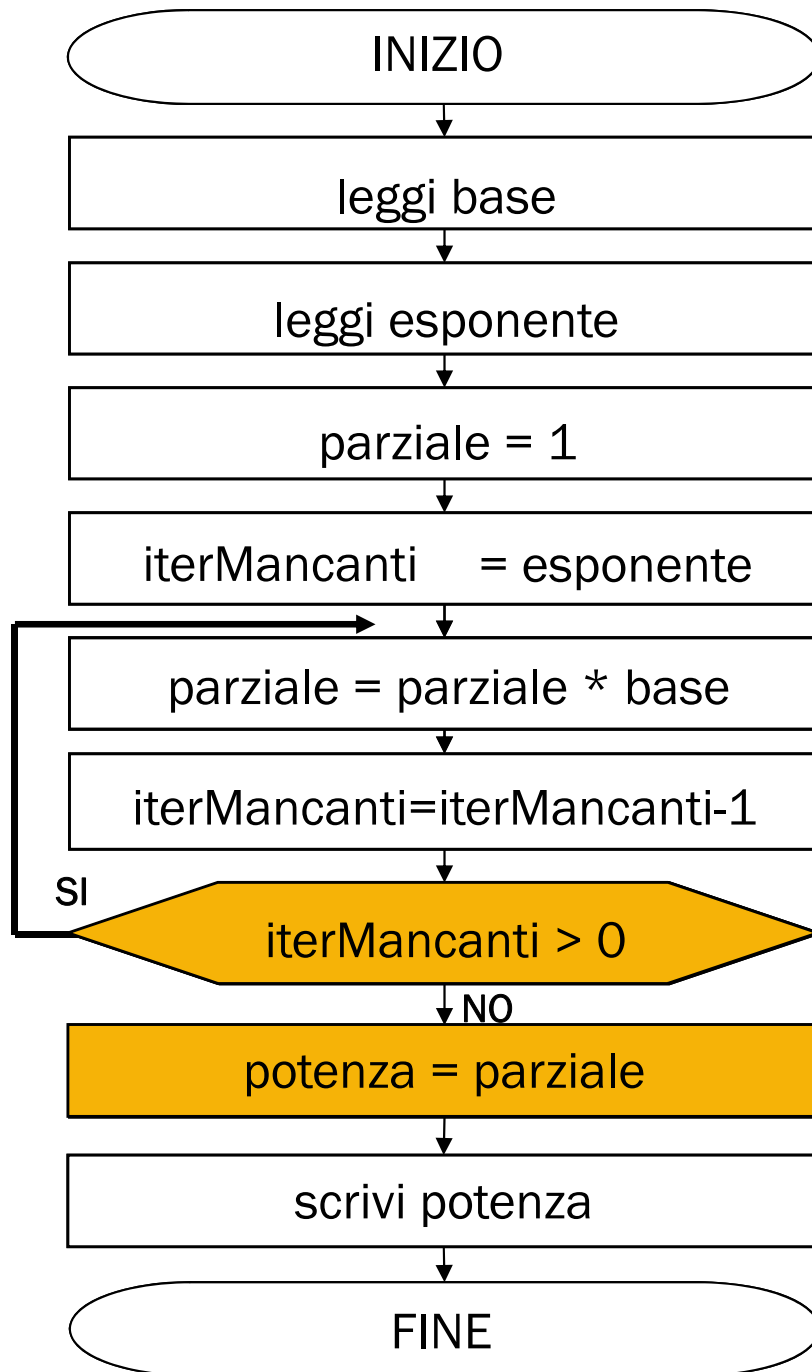 INIZIO
leggi base
leggi esponente
parziale = 1
iterMancanti = esponente
parziale = parziale * base
iterMancanti=iterMancanti-1
SI
iterMancanti > 0
NO
potenza = parziale
scrivi potenza
FINE